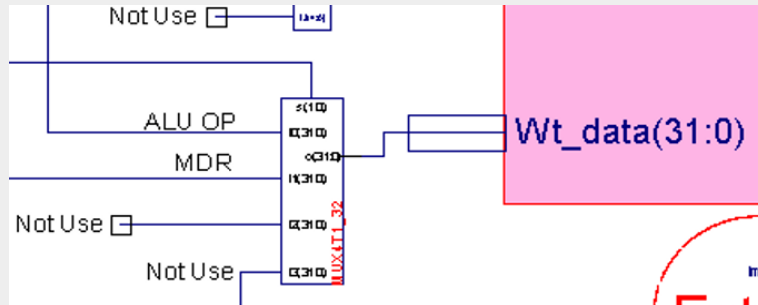 Not Use
s(1:0)
ALU OP
I0(31:0)
Wt_data(31:0)
o(31:0)
MDR
I1(31:0)
Not Use
I2(31:0)
MUX4T1_32
Not Use
I3(31:0)